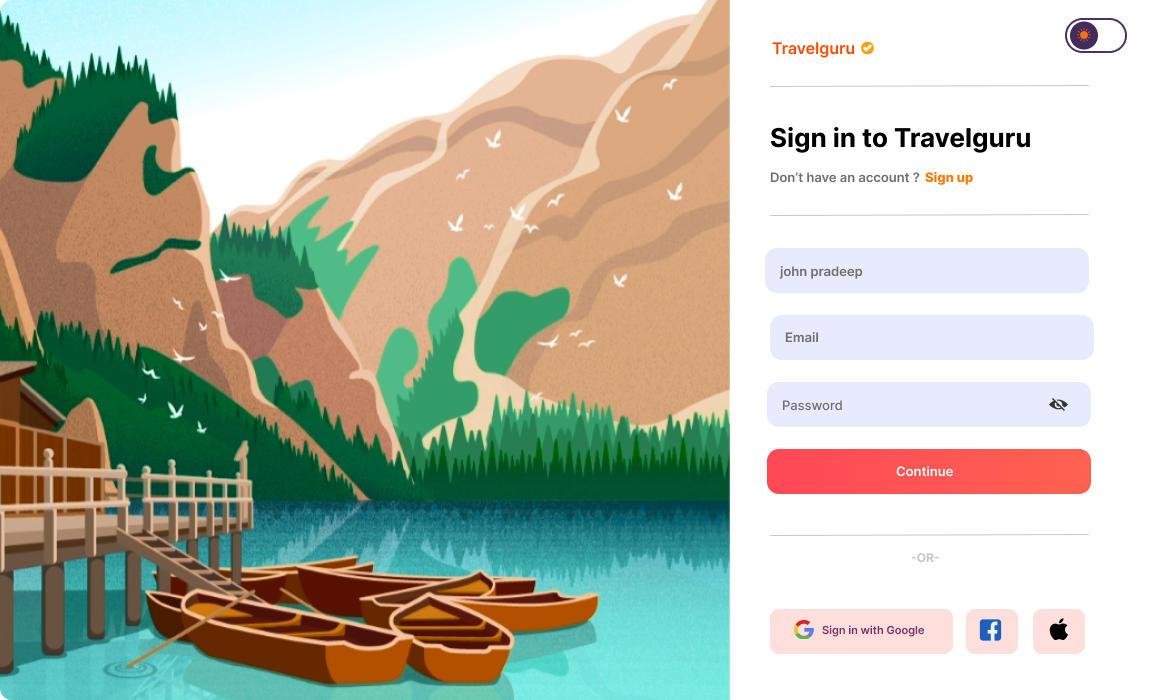 Travelguru
Sign in to Travelguru
Don’t have an account ? Sign up
john pradeep
Email
Password
Continue
-OR-
Sign in with Google